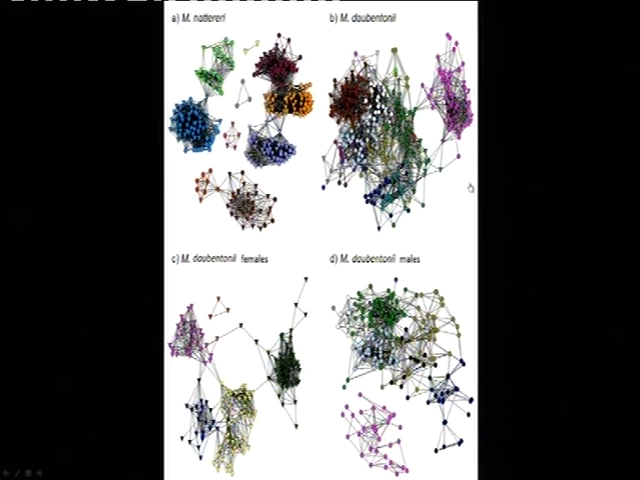 a) M. nattereri
b) M. daubentonii
c) M. daubentonii females
d) M. daubentonii males